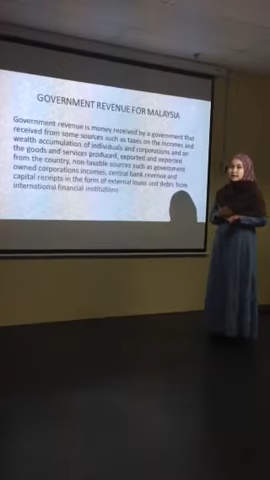 GOVERNMENT REVENUE FOR MALAYSIA
Government revenue is money received by a government that
received from some sources such as taxes on the incomes and
wealth accumulation of individuals and corporations and on
the goods and services produced, exported and exported
from the country, non-taxable sources such as government
owned corporations incomes, central bank revenue and
capital receipts in the form of external loans and debts from
international financial institutions